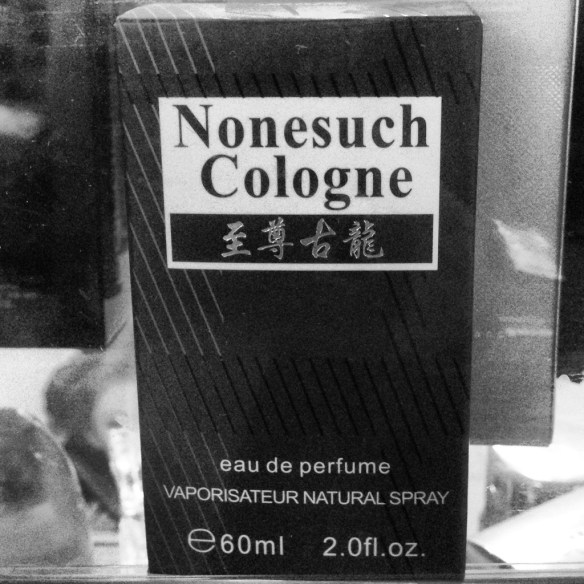 Nonesuch
Cologne
至尊古龍
eau de perfume
VAPORISATEUR NATURAL SPRAY
℮60ml 2.0fl.oz.